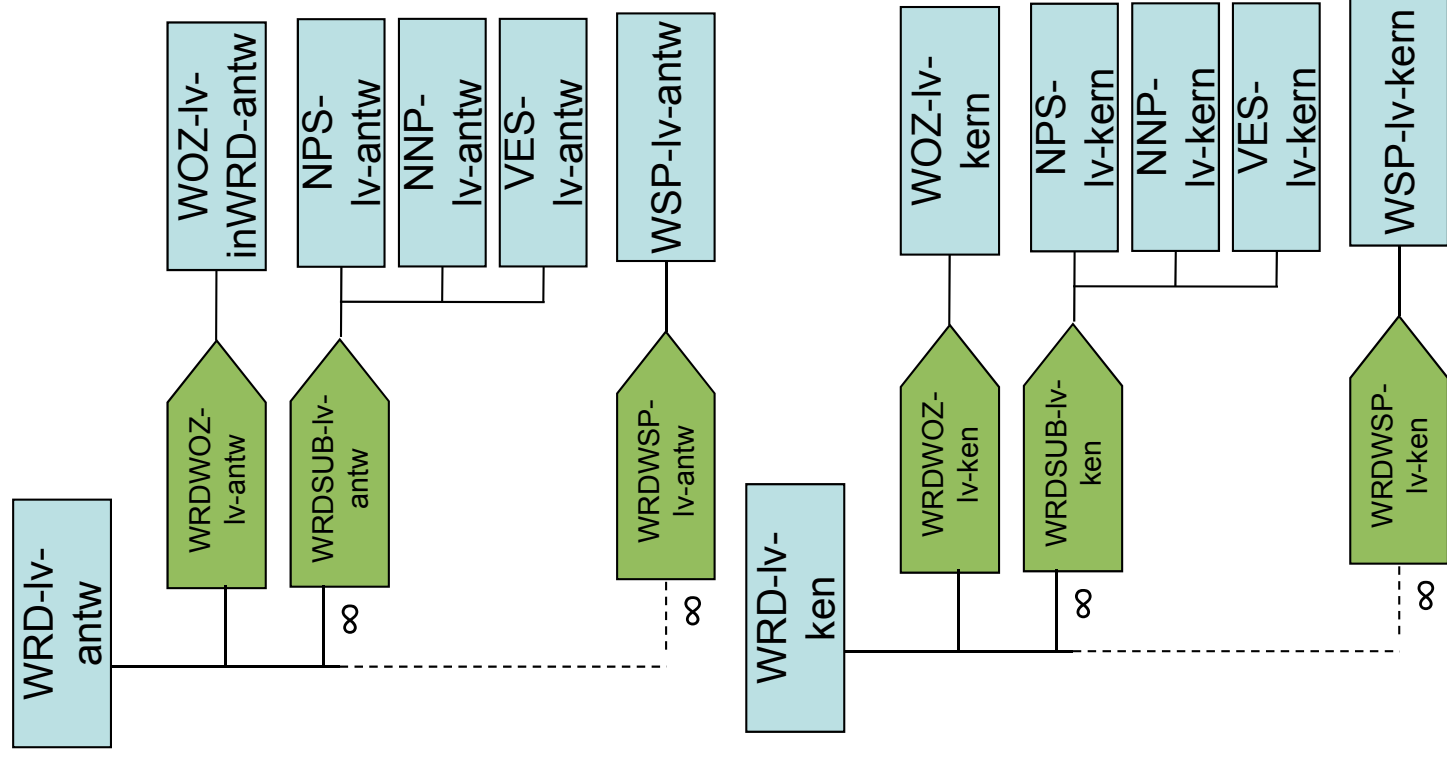 WRD-lv-
antw
WRDWOZ-
lv-antw
WOZ-lv-
inWRD-antw
WRDSUB-lv-
antw
∞
NPS-
lv-antw
NNP-
lv-antw
VES-
lv-antw
WRDWSP-
lv-antw
∞
WSP-lv-antw
WRD-lv-
ken
WRDWOZ-
lv-ken
WOZ-lv-
kern
WRDSUB-lv-
ken
∞
NPS-
lv-kern
NNP-
lv-kern
VES-
lv-kern
WRDWSP-
lv-ken
∞
WSP-lv-kern